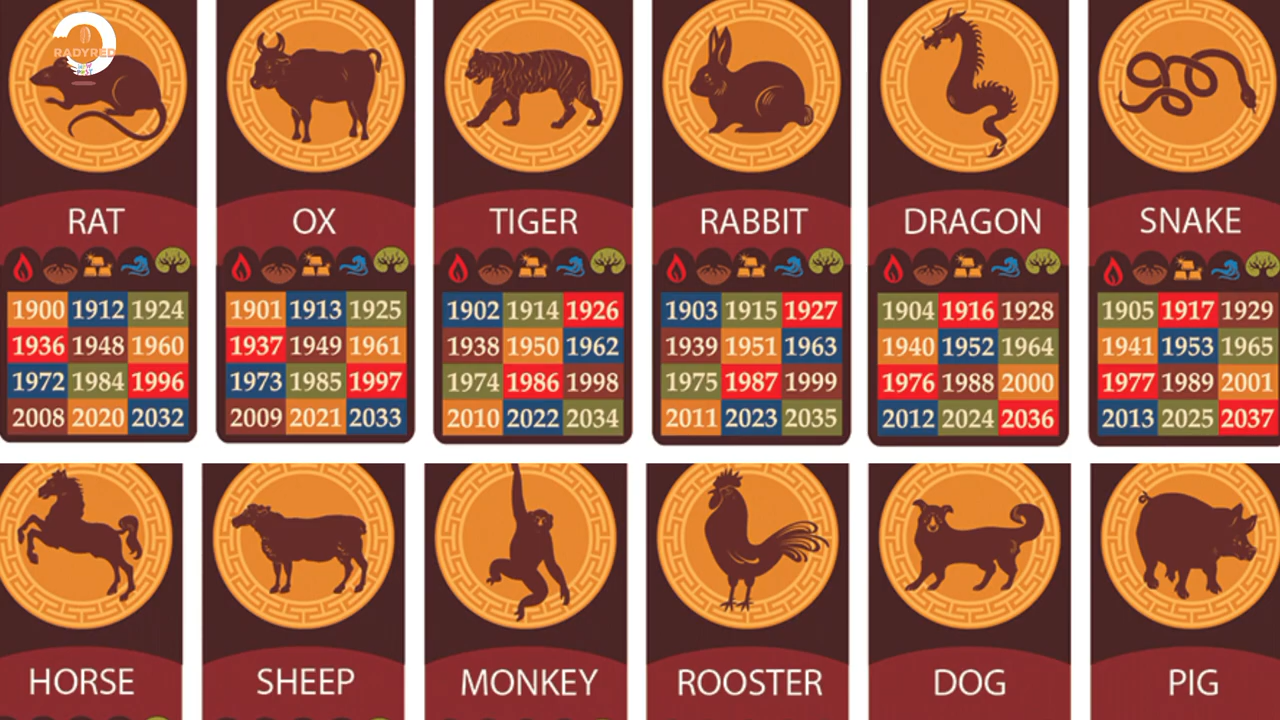 RADYRED
RAT
OX
TIGER
RABBIT
DRAGON
SNAKE
1900 1912 1924
1936 1948 1960
1972 1984 1996
2008 2020 2032
1901 1913 1925
1937 1949 1961
1973 1985 1997
2009 2021 2033
1902 1914 1926
1938 1950 1962
1974 1986 1998
2010 2022 2034
1903 1915 1927
1939 1951 1963
1975 1987 1999
2011 2023 2035
1904 1916 1928
1940 1952 1964
1976 1988 2000
2012 2024 2036
1905 1917 1929
1941 1953 1965
1977 1989 2001
2013 2025 2037
HORSE
SHEEP
MONKEY
ROOSTER
DOG
PIG